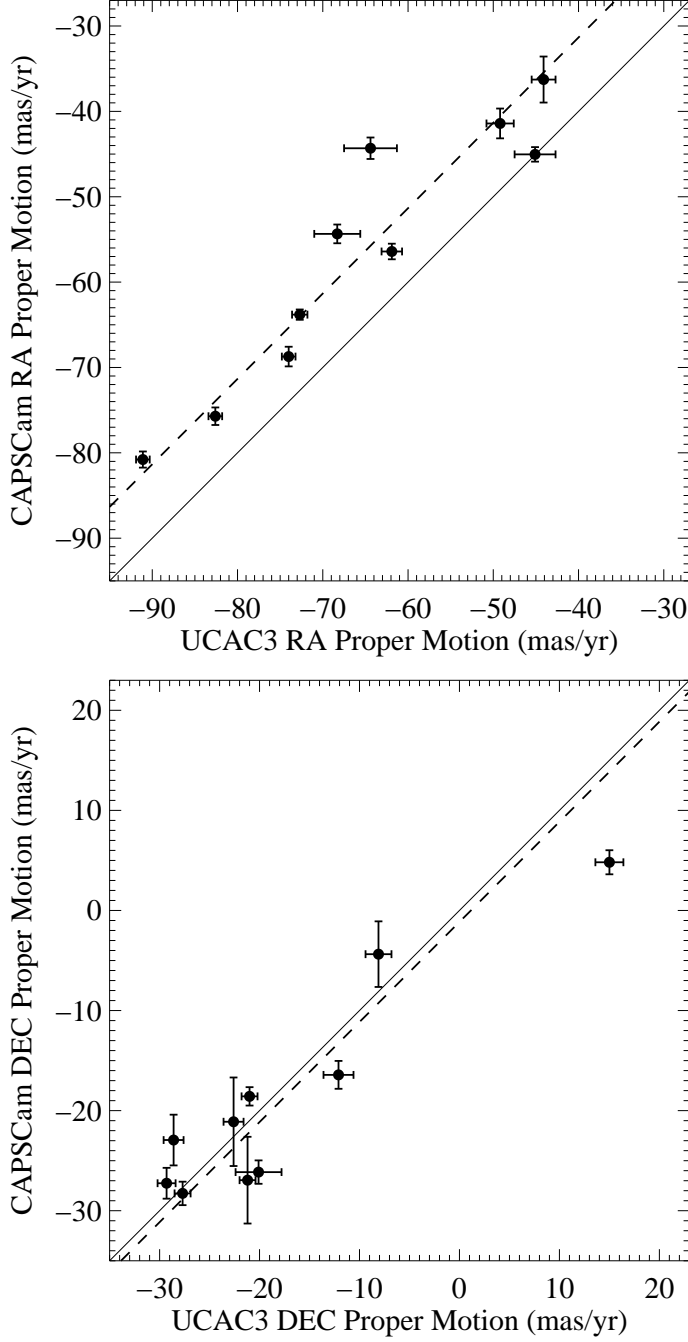 −30
−40
−50
−60
−70
−80
−90
CAPSCam RA Proper Motion (mas/yr)
−90 −80 −70 −60 −50 −40 −30
UCAC3 RA Proper Motion (mas/yr)
20
10
0
−10
−20
−30
CAPSCam DEC Proper Motion (mas/yr)
−30 −20 −10 0 10 20
UCAC3 DEC Proper Motion (mas/yr)